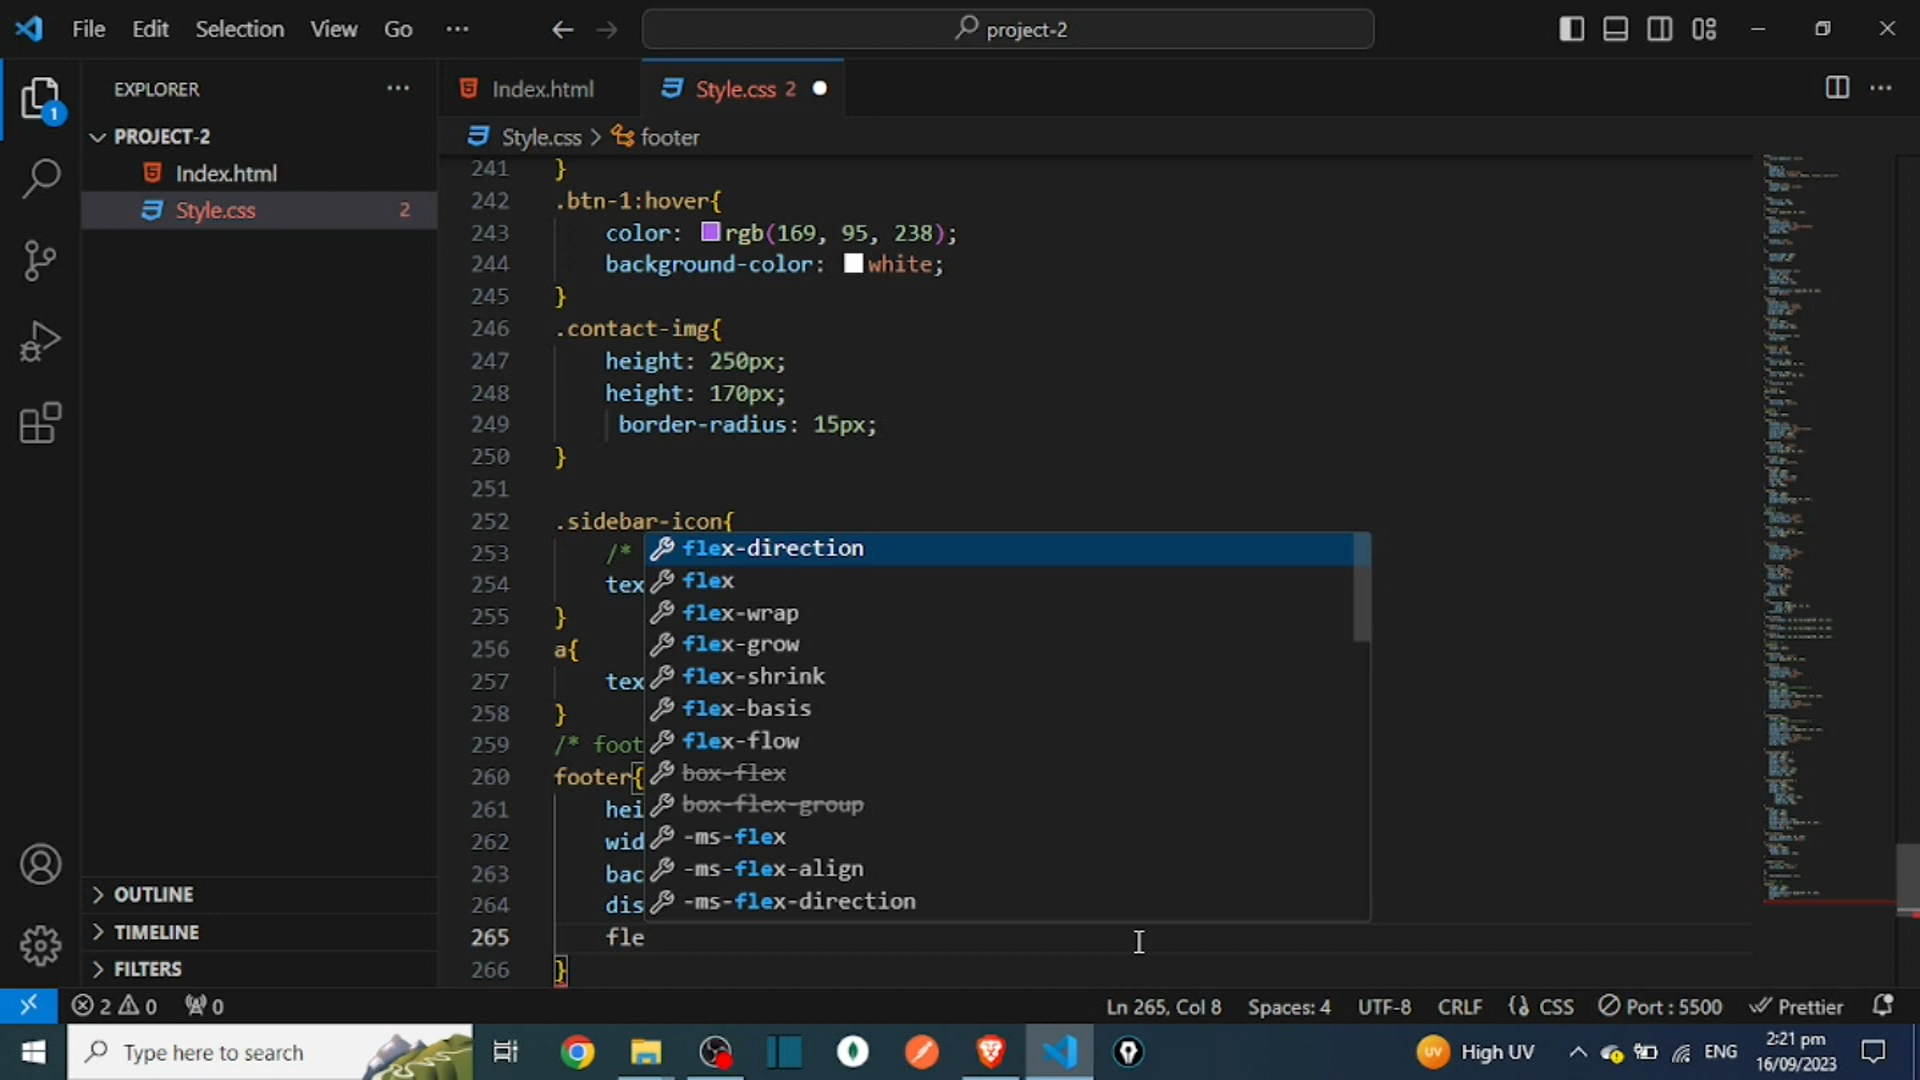 File Edit Selection View Go ··· project-2
EXPLORER ··· Index.html Style.css 2
PROJECT-2
Index.html
Style.css 2
1
Style.css > footer
241 }
242 .btn-1:hover{
243 color: rgb(169, 95, 238);
244 background-color: white;
245 }
246 .contact-img{
247 height: 250px;
248 height: 170px;
249 border-radius: 15px;
250 }
251
252 .sidebar-icon{
253 /* flex-direction
254 tex flex
255 } flex-wrap
256 a{ flex-grow
257 tex flex-shrink
258 } flex-basis
259 /* foot flex-flow
260 footer{ box-flex
261 hei box-flex-group
262 wid -ms-flex
263 bac -ms-flex-align
264 dis -ms-flex-direction
265 fle
266 }
OUTLINE
TIMELINE
FILTERS
2 0 0 Ln 265, Col 8 Spaces: 4 UTF-8 CRLF CSS Port : 5500 Prettier
Type here to search UV High UV ENG 2:21 pm
16/09/2023